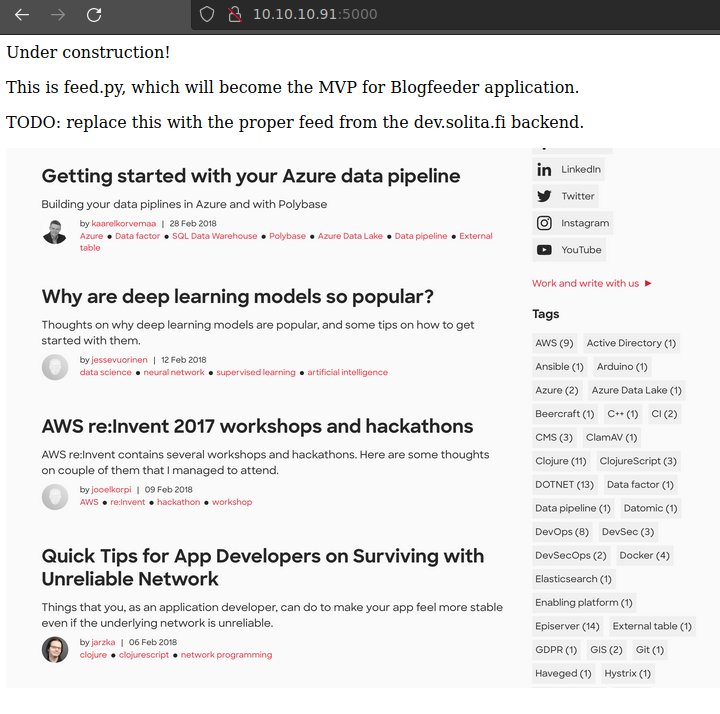 10.10.10.91:5000
Under construction!
This is feed.py, which will become the MVP for Blogfeeder application.
TODO: replace this with the proper feed from the dev.solita.fi backend.
Getting started with your Azure data pipeline
Building your data piplines in Azure and with Polybase
by kaarelkorvemaa | 28 Feb 2018
Azure ● Data factor ● SQL Data Warehouse ● Polybase ● Azure Data Lake ● Data pipeline ● External
table
Why are deep learning models so popular?
Thoughts on why deep learning models are popular, and some tips on how to get
started with them.
by jessevuorinen | 12 Feb 2018
data science ● neural network ● supervised learning ● artificial intelligence
AWS re:Invent 2017 workshops and hackathons
AWS re:Invent contains several workshops and hackathons. Here are some thoughts
on couple of them that I managed to attend.
by jooelkorpi | 09 Feb 2018
AWS ● re:Invent ● hackathon ● workshop
Quick Tips for App Developers on Surviving with
Unreliable Network
Things that you, as an application developer, can do to make your app feel more stable
even if the underlying network is unreliable.
by jarzka | 06 Feb 2018
clojure ● clojurescript ● network programming
LinkedIn
Twitter
Instagram
YouTube
Work and write with us ►
Tags
AWS (9) Active Directory (1)
Ansible (1) Arduino (1)
Azure (2) Azure Data Lake (1)
Beercraft (1) C++ (1) CI (2)
CMS (3) ClamAV (1)
Clojure (11) ClojureScript (3)
DOTNET (13) Data factor (1)
Data pipeline (1) Datomic (1)
DevOps (8) DevSec (3)
DevSecOps (2) Docker (4)
Elasticsearch (1)
Enabling platform (1)
Episerver (14) External table (1)
GDPR (1) GIS (2) Git (1)
Haveged (1) Hystrix (1)